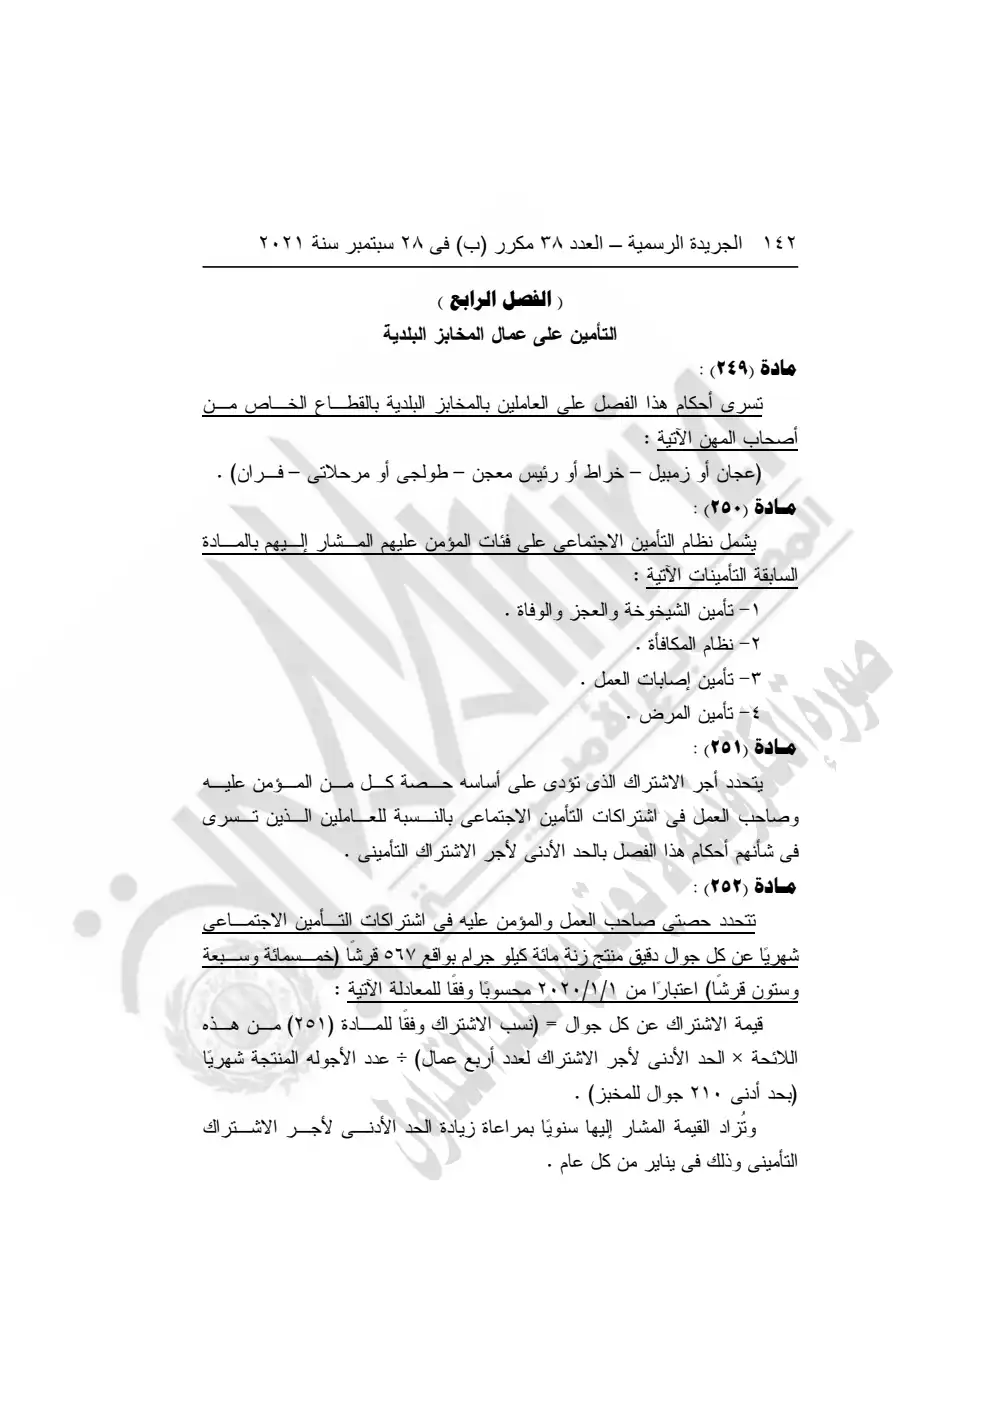 ١٤٢ الجريدة الرسمية – العدد ٣٨ مكرر (ب) فى ٢٨ سبتمبر سنة ٢٠٢١
( الفصل الرابع )
التأمين على عمال المخابز البلدية
مادة (٢٤٩) :
تسرى أحكام هذا الفصل على العاملين بالمخابز البلدية بالقطاع الخاص من
أصحاب المهن الآتية :
(عجان أو زمبيل – خراط أو رئيس معجن – طولجى أو مرحلاتى – فران) .
مادة (٢٥٠) :
يشمل نظام التأمين الاجتماعى على فئات المؤمن عليهم المشار إليهم بالمادة
السابقة التأمينات الآتية :
١- تأمين الشيخوخة والعجز والوفاة .
٢- نظام المكافأة .
٣- تأمين إصابات العمل .
٤- تأمين المرض .
مادة (٢٥١) :
يتحدد أجر الاشتراك الذى تؤدى على أساسه حصة كل من المؤمن عليه
وصاحب العمل فى اشتراكات التأمين الاجتماعى بالنسبة للعاملين الذين تسرى
فى شأنهم أحكام هذا الفصل بالحد الأدنى لأجر الاشتراك التأمينى .
مادة (٢٥٢) :
تتحدد حصتى صاحب العمل والمؤمن عليه فى اشتراكات التأمين الاجتماعى
شهريًا عن كل جوال دقيق منتج زنة مائة كيلو جرام بواقع ٥٦٧ قرشًا (خمسمائة وسبعة
وستون قرشًا) اعتبارًا من ٢٠٢٠/١/١ محسوبًا وفقًا للمعادلة الآتية :
قيمة الاشتراك عن كل جوال = (نسب الاشتراك وفقًا للمادة (٢٥١) من هذه
اللائحة × الحد الأدنى لأجر الاشتراك لعدد أربع عمال) ÷ عدد الأجوله المنتجة شهريًا
(بحد أدنى ٢١٠ جوال للمخبز) .
وتُزاد القيمة المشار إليها سنويًا بمراعاة زيادة الحد الأدنى لأجر الاشتراك
التأمينى وذلك فى يناير من كل عام .
صورة إلكترونية لا يعتد بها عند التداول